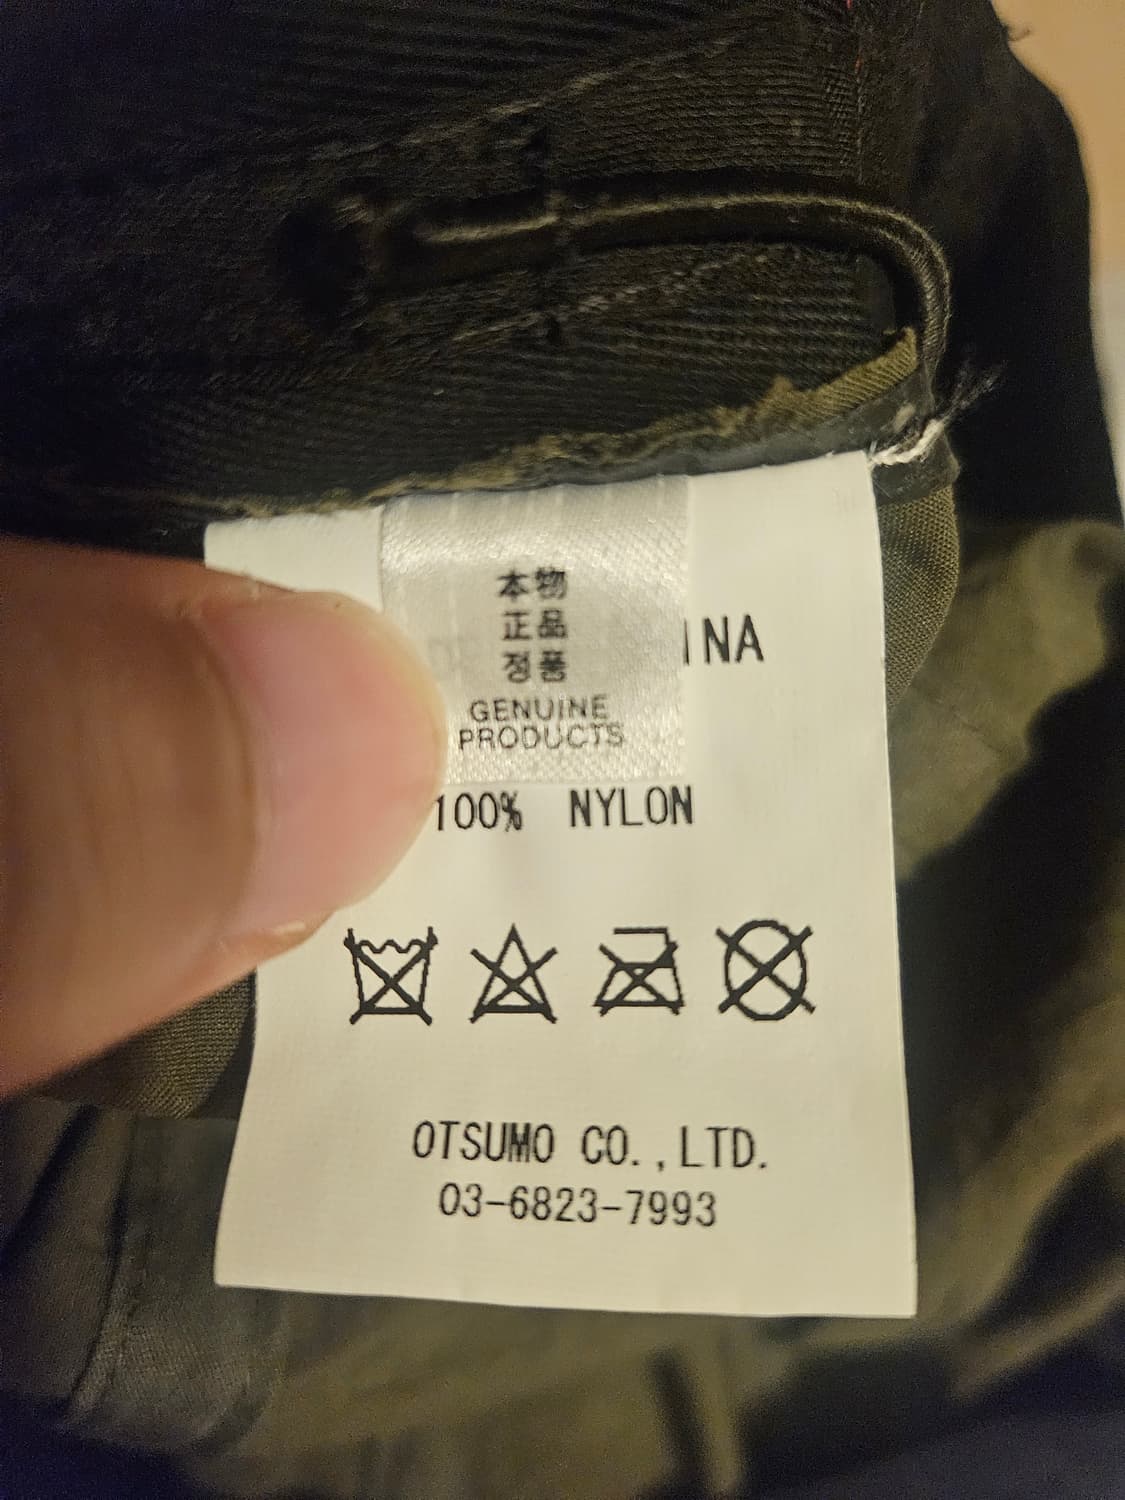 本物
正品
정품
GENUINE
PRODUCTS
INA
100% NYLON
OTSUMO CO.,LTD.
03-6823-7993